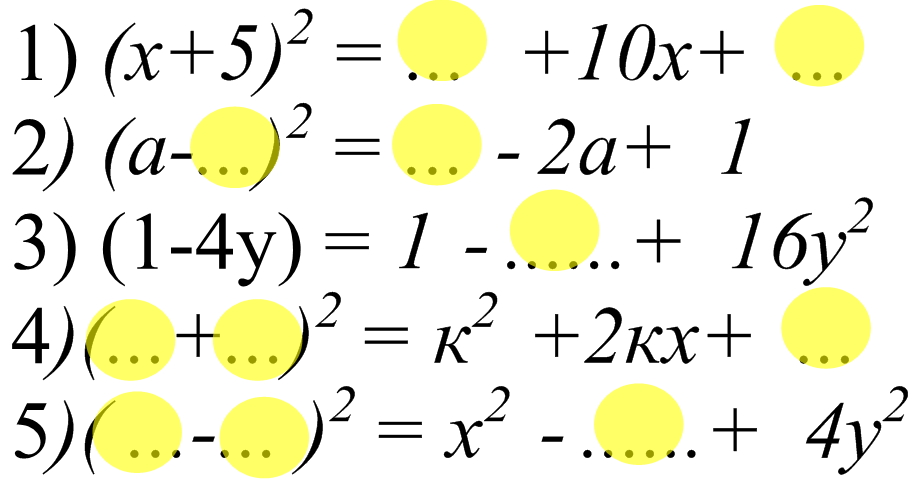 1) (x+5)² = ... +10x+ ...
2) (a-...)² = ... - 2a+ 1
3) (1-4y) = 1 - ......+ 16y²
4)(...+...)² = к² +2кx+ ...
5)(...-...)² = x² - ......+ 4y²